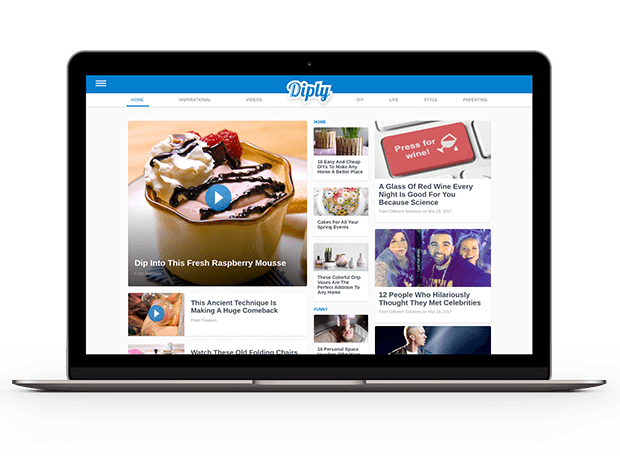 Diply
HOME
INSPIRATIONAL
VIDEOS
DIY
LIFE
STYLE
PARENTING
Dip Into This Fresh Raspberry Mousse
This Ancient Technique Is
Making A Huge Comeback
Watch These Old Folding Chairs
HOME
16 Easy And Cheap
DIYs To Make Any
Home A Better Place
Cakes For All Your
Spring Events
These Colorful Drip
Vases Are The
Perfect Addition To
Any Home
FUNNY
16 Personal Space
Press for
wine!
A Glass Of Red Wine Every
Night Is Good For You
Because Science
From Different Solutions on Mar 28, 2017
12 People Who Hilariously
Thought They Met Celebrities
From Different Solutions on Mar 28, 2017